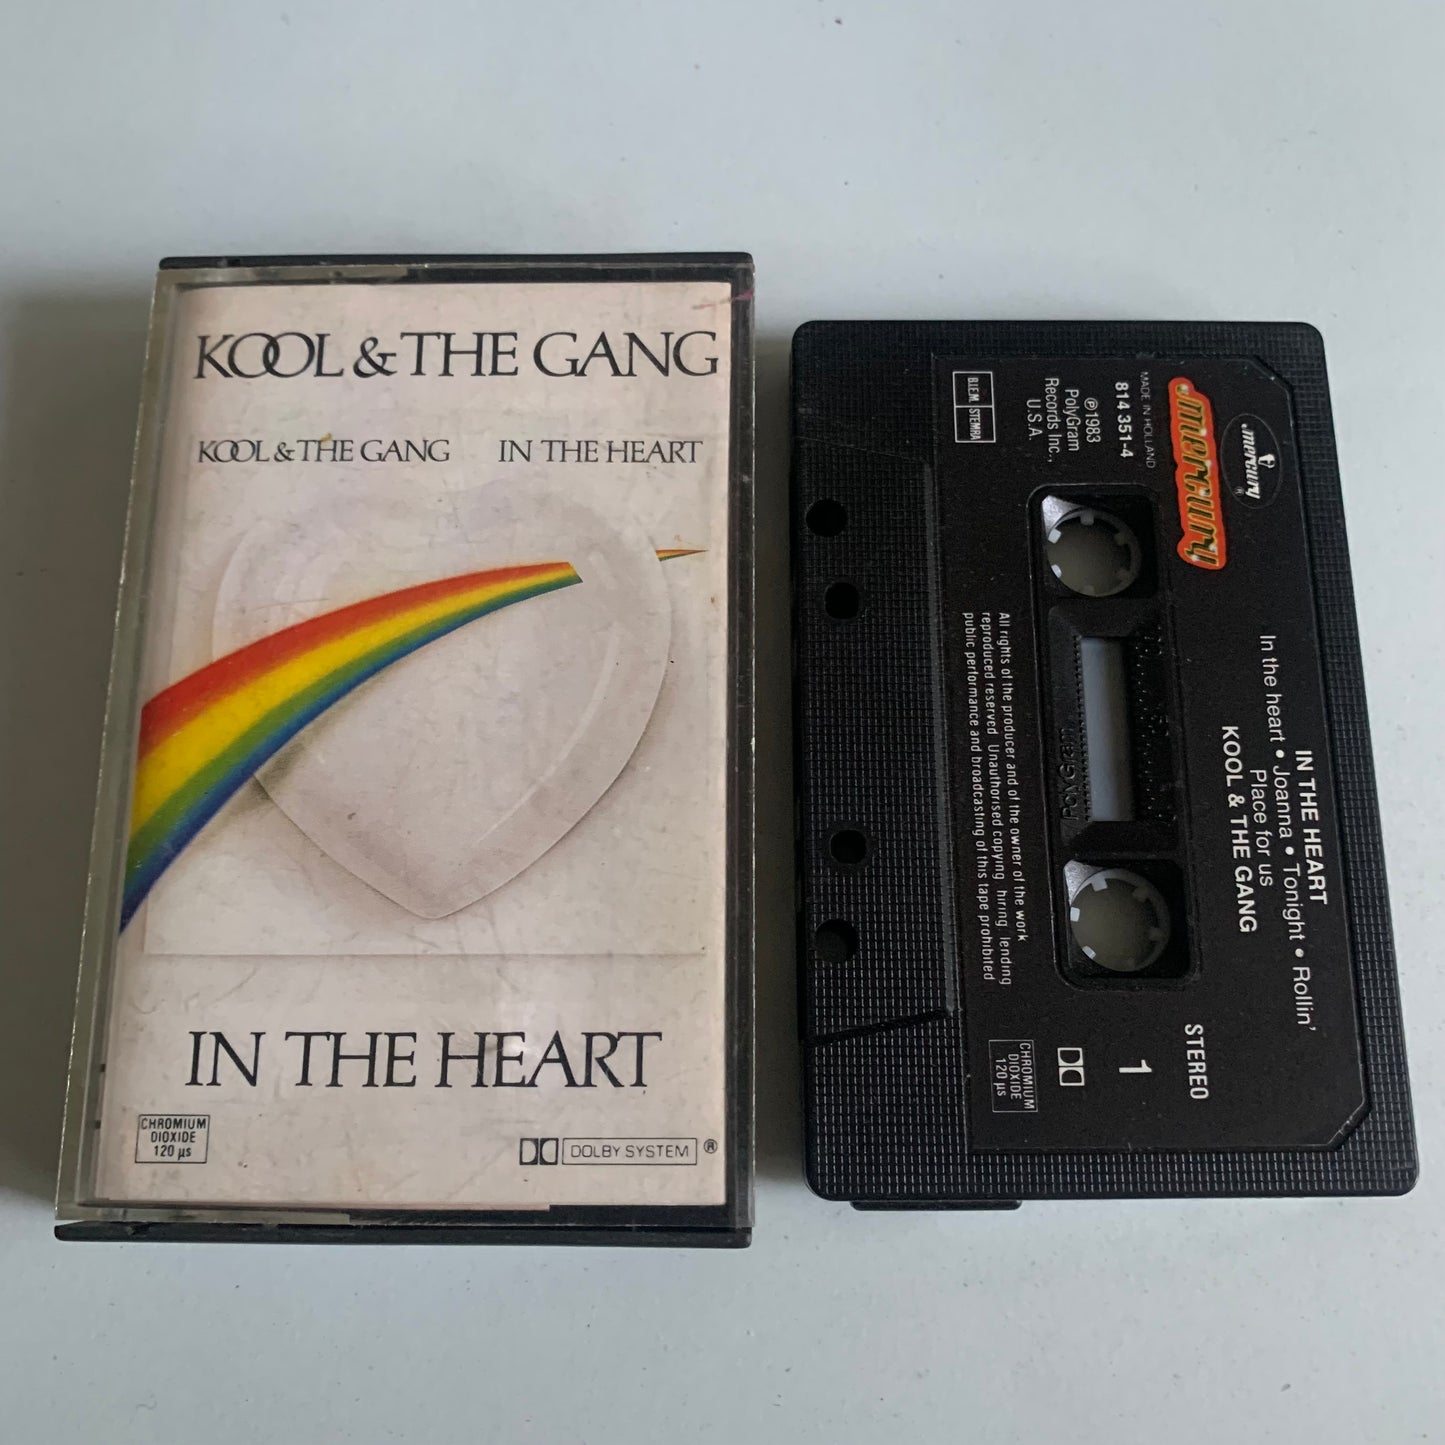 KOOL & THE GANG
KOOL & THE GANG IN THE HEART
IN THE HEART
CHROMIUM
DIOXIDE
120 µs
DOLBY SYSTEM ®
IN THE HEART
In the heart • Joanna • Tonight • Rollin'
Place for us
KOOL & THE GANG
mercury ®
mercury
MADE IN HOLLAND
814 351-4
℗1983
PolyGram
Records Inc.,
U.S.A.
B.I.E.M. STEMRA
STEREO
1
CHROMIUM
DIOXIDE
120 µs
PolyGram
All rights of the producer and of the owner of the work
reproduced reserved Unauthorised copying hiring lending
public performance and broadcasting of this tape prohibited